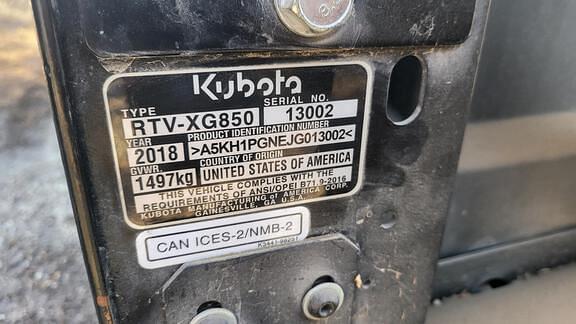 Kubota
TYPE SERIAL NO.
RTV-XG850 13002
YEAR PRODUCT IDENTIFICATION NUMBER
2018 >A5KH1PGNEJG013002<
GVWR. COUNTRY OF ORIGIN
1497kg UNITED STATES OF AMERICA
THIS VEHICLE COMPLIES WITH THE
REQUIREMENTS OF ANSI/OPEI B71.9-2016
KUBOTA MANUFACTURING of AMERICA CORP.
GAINESVILLE, GA U.S.A.
CAN ICES-2/NMB-2